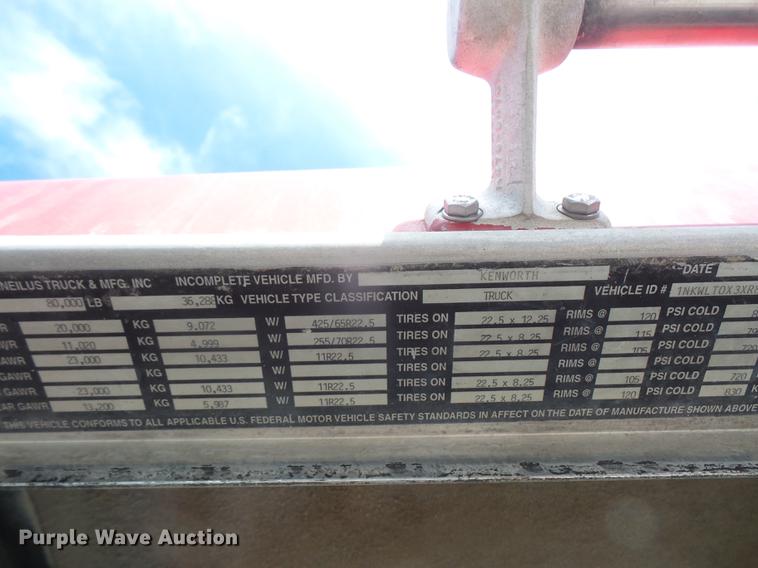 NEILUS TRUCK & MFG. INC INCOMPLETE VEHICLE MFD. BY KENWORTH DATE
80,000 LB 36,288 KG VEHICLE TYPE CLASSIFICATION TRUCK VEHICLE ID #
R 20,000 KG 9,072 W/ 425/65R22.5 TIRES ON 22.5 x 12.25 RIMS @ 120 PSI COLD
AWR 11,020 KG 4,999 W/ 255/70R22.5 TIRES ON 22.5 x 8.25 RIMS @ 115 PSI COLD
AWR 23,000 KG 10,433 W/ 11R22.5 TIRES ON 22.5 x 8.25 RIMS @ 105 PSI COLD 720
GAWR KG W/ TIRES ON RIMS @ PSI COLD
GAWR 23,000 KG 10,433 W/ 11R22.5 TIRES ON 22.5 x 8.25 RIMS @ 105 PSI COLD 720
AR GAWR 13,200 KG 5,987 W/ 11R22.5 TIRES ON 22.5 x 8.25 RIMS @ 120 PSI COLD 830 K
THIS VEHICLE CONFORMS TO ALL APPLICABLE U.S. FEDERAL MOTOR VEHICLE SAFETY STANDARDS IN EFFECT ON THE DATE OF MANUFACTURE SHOWN ABOVE
Purple Wave Auction